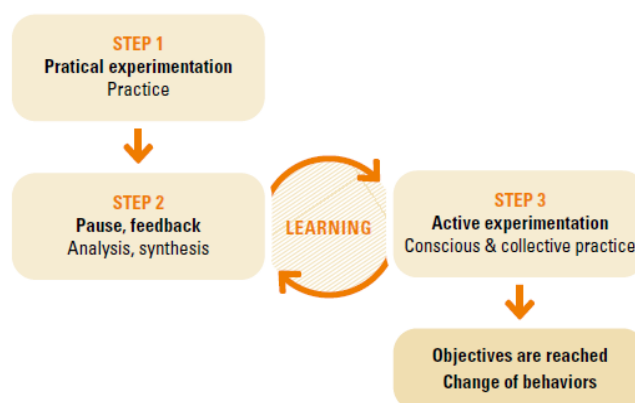 STEP 1
Pratical experimentation
Practice
STEP 2
Pause, feedback
Analysis, synthesis
LEARNING
STEP 3
Active experimentation
Conscious & collective practice
Objectives are reached
Change of behaviors